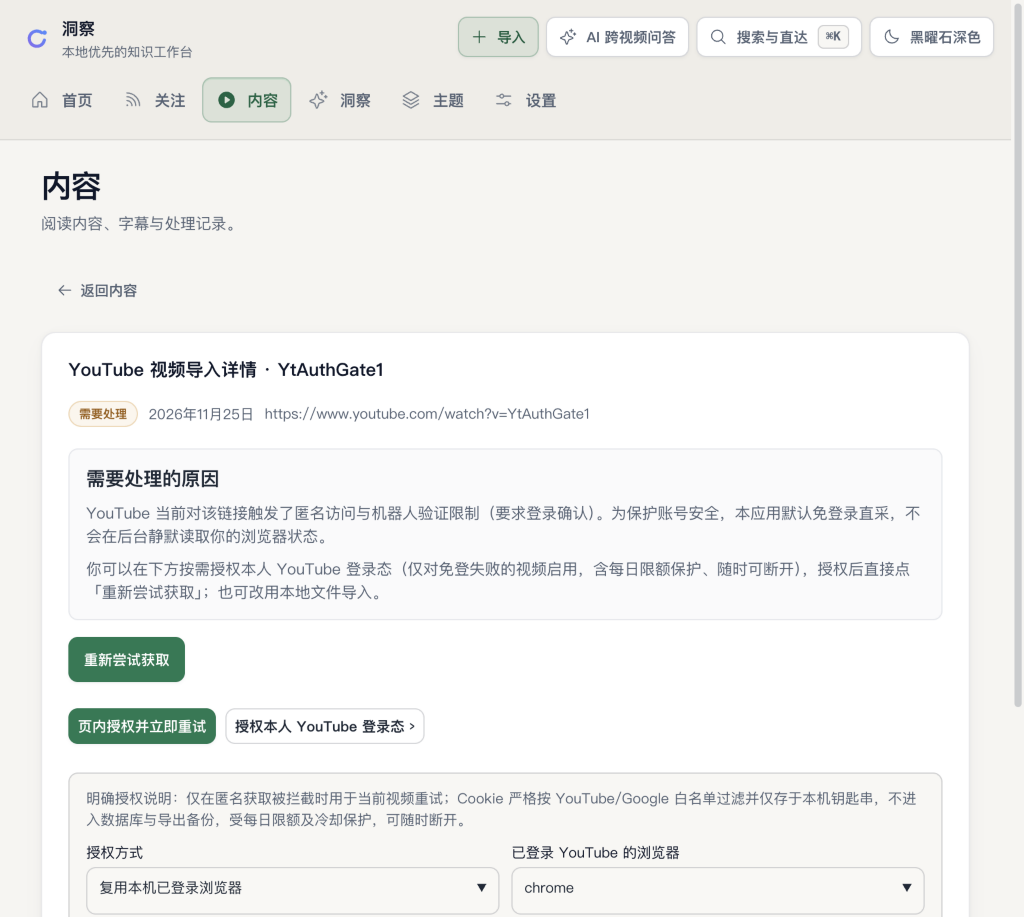 洞察
本地优先的知识工作台
导入
AI 跨视频问答
搜索与直达 ⌘K
黑曜石深色
首页
关注
内容
洞察
主题
设置
内容
阅读内容、字幕与处理记录。
← 返回内容
YouTube 视频导入详情 · YtAuthGate1
需要处理 2026年11月25日 https://www.youtube.com/watch?v=YtAuthGate1
需要处理的原因
YouTube 当前对该链接触发了匿名访问与机器人验证限制（要求登录确认）。为保护账号安全，本应用默认免登录直采，不
会在后台静默读取你的浏览器状态。
你可以在下方按需授权本人 YouTube 登录态（仅对免登失败的视频启用，含每日限额保护、随时可断开），授权后直接点
「重新尝试获取」；也可改用本地文件导入。
重新尝试获取
页内授权并立即重试
授权本人 YouTube 登录态 ›
明确授权说明：仅在匿名获取被拦截时用于当前视频重试；Cookie 严格按 YouTube/Google 白名单过滤并仅存于本机钥匙串，不进
入数据库与导出备份，受每日限额及冷却保护，可随时断开。
授权方式
复用本机已登录浏览器
已登录 YouTube 的浏览器
chrome